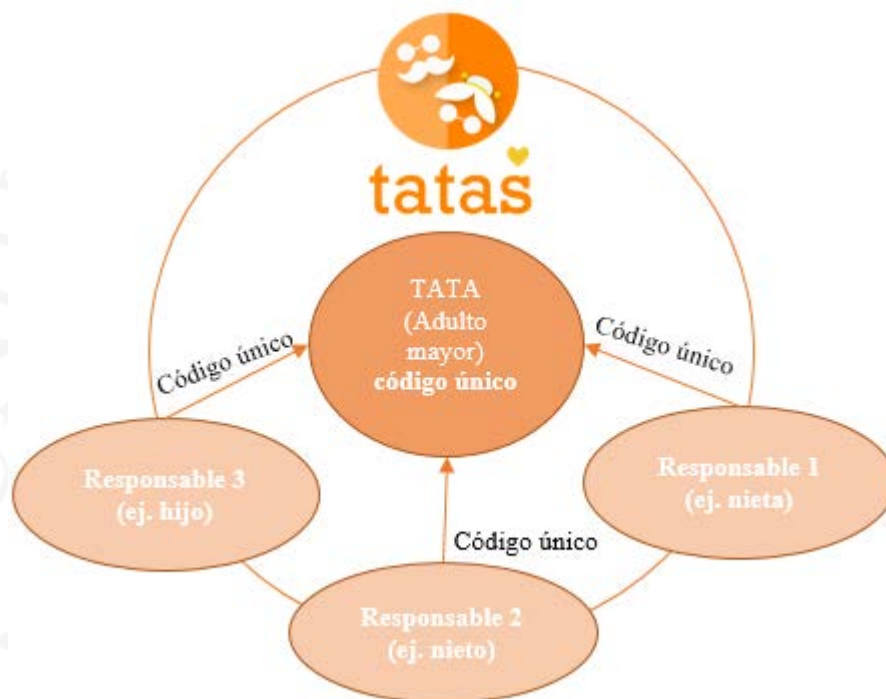 tatas
TATA
(Adulto
mayor)
código único
Código único
Código único
Responsable 3
(ej. hijo)
Responsable 1
(ej. nieta)
Código único
Responsable 2
(ej. nieto)